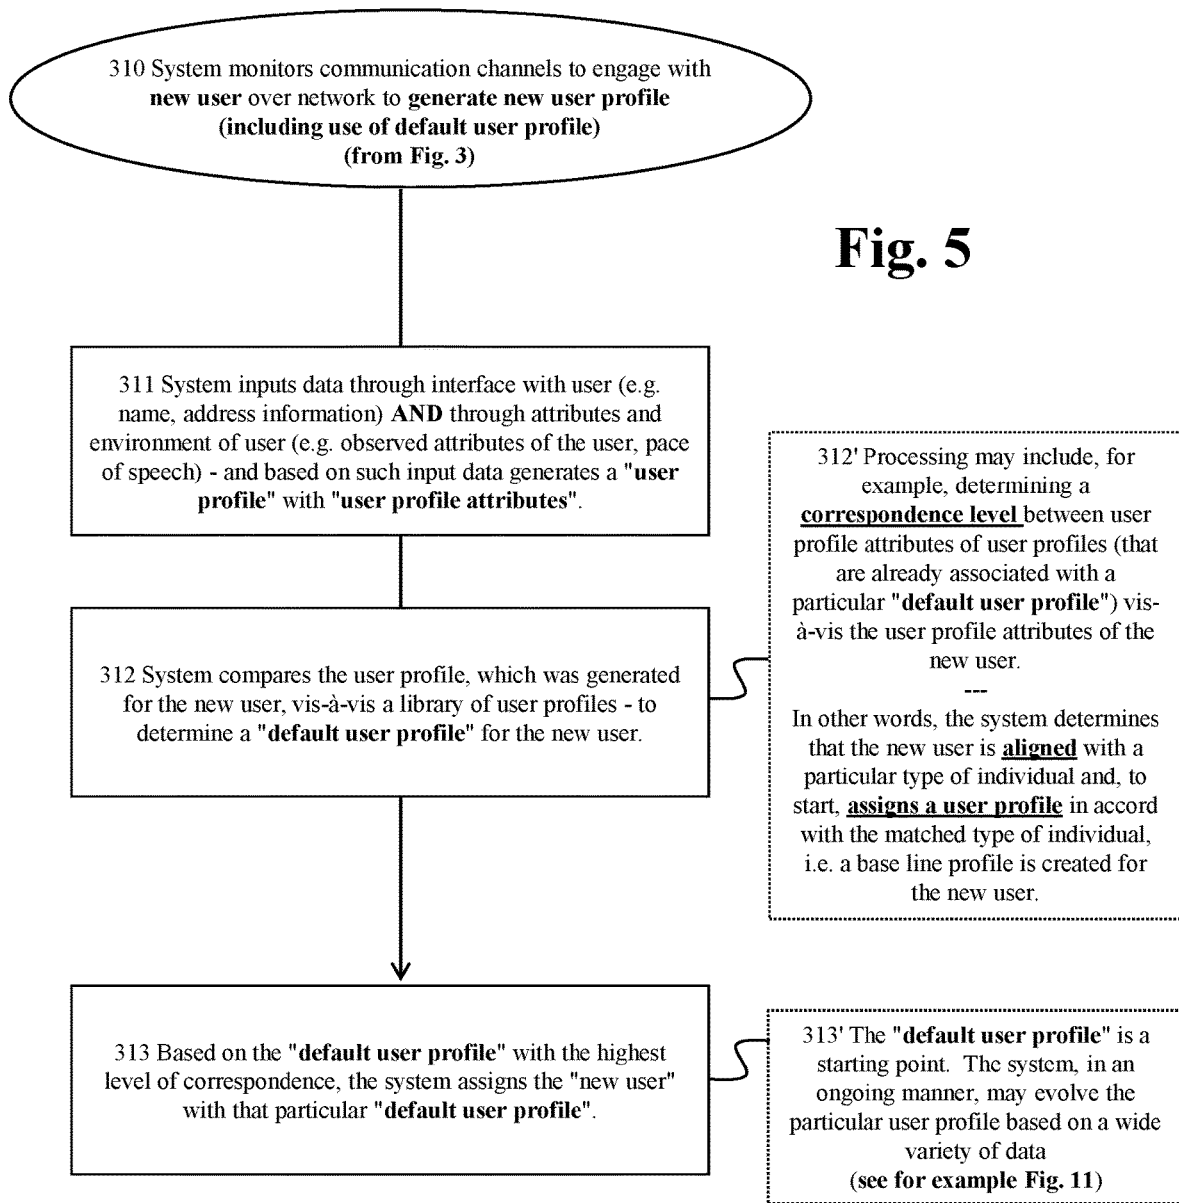 310 System monitors communication channels to engage with
new user over network to generate new user profile
(including use of default user profile)
(from Fig. 3)
Fig. 5
311 System inputs data through interface with user (e.g.
name, address information) AND through attributes and
environment of user (e.g. observed attributes of the user, pace
of speech) - and based on such input data generates a "user
profile" with "user profile attributes".
312 System compares the user profile, which was generated
for the new user, vis-à-vis a library of user profiles - to
determine a "default user profile" for the new user.
312' Processing may include, for
example, determining a
correspondence level between user
profile attributes of user profiles (that
are already associated with a
particular "default user profile") vis-
à-vis the user profile attributes of the
new user.
---
In other words, the system determines
that the new user is aligned with a
particular type of individual and, to
start, assigns a user profile in accord
with the matched type of individual,
i.e. a base line profile is created for
the new user.
313 Based on the "default user profile" with the highest
level of correspondence, the system assigns the "new user"
with that particular "default user profile".
313' The "default user profile" is a
starting point. The system, in an
ongoing manner, may evolve the
particular user profile based on a wide
variety of data
(see for example Fig. 11)